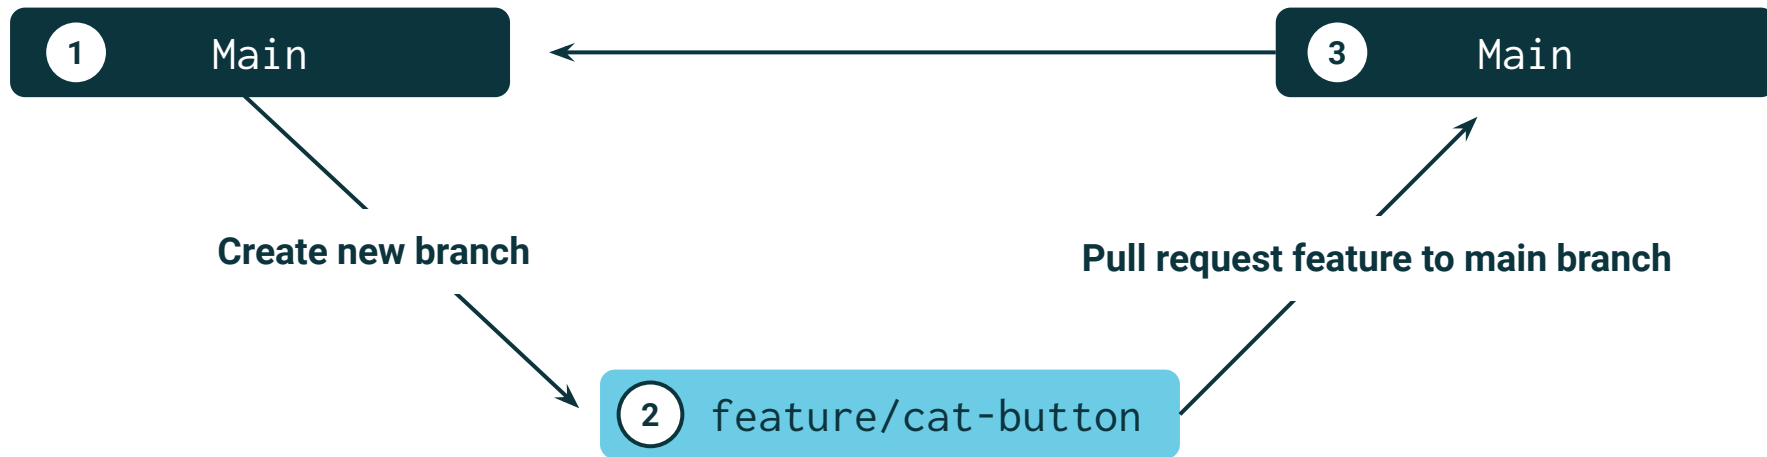 1 Main
3 Main
Create new branch
Pull request feature to main branch
2 feature/cat-button